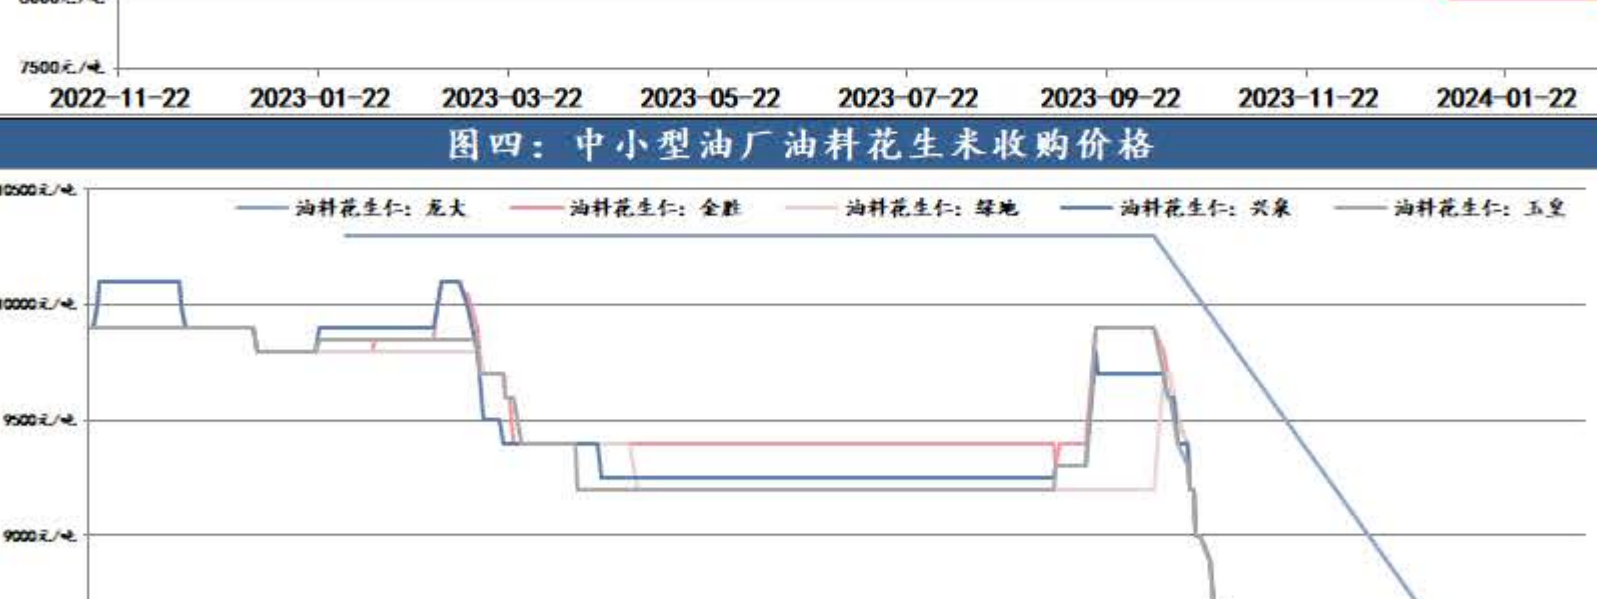 7500元/吨
2022-11-22 2023-01-22 2023-03-22 2023-05-22 2023-07-22 2023-09-22 2023-11-22 2024-01-22
图四：中小型油厂油料花生米收购价格
10500元/吨
油料花生仁：龙大 油料花生仁：金胜 油料花生仁：绿地 油料花生仁：兴泉 油料花生仁：玉皇
10000元/吨
9500元/吨
9000元/吨